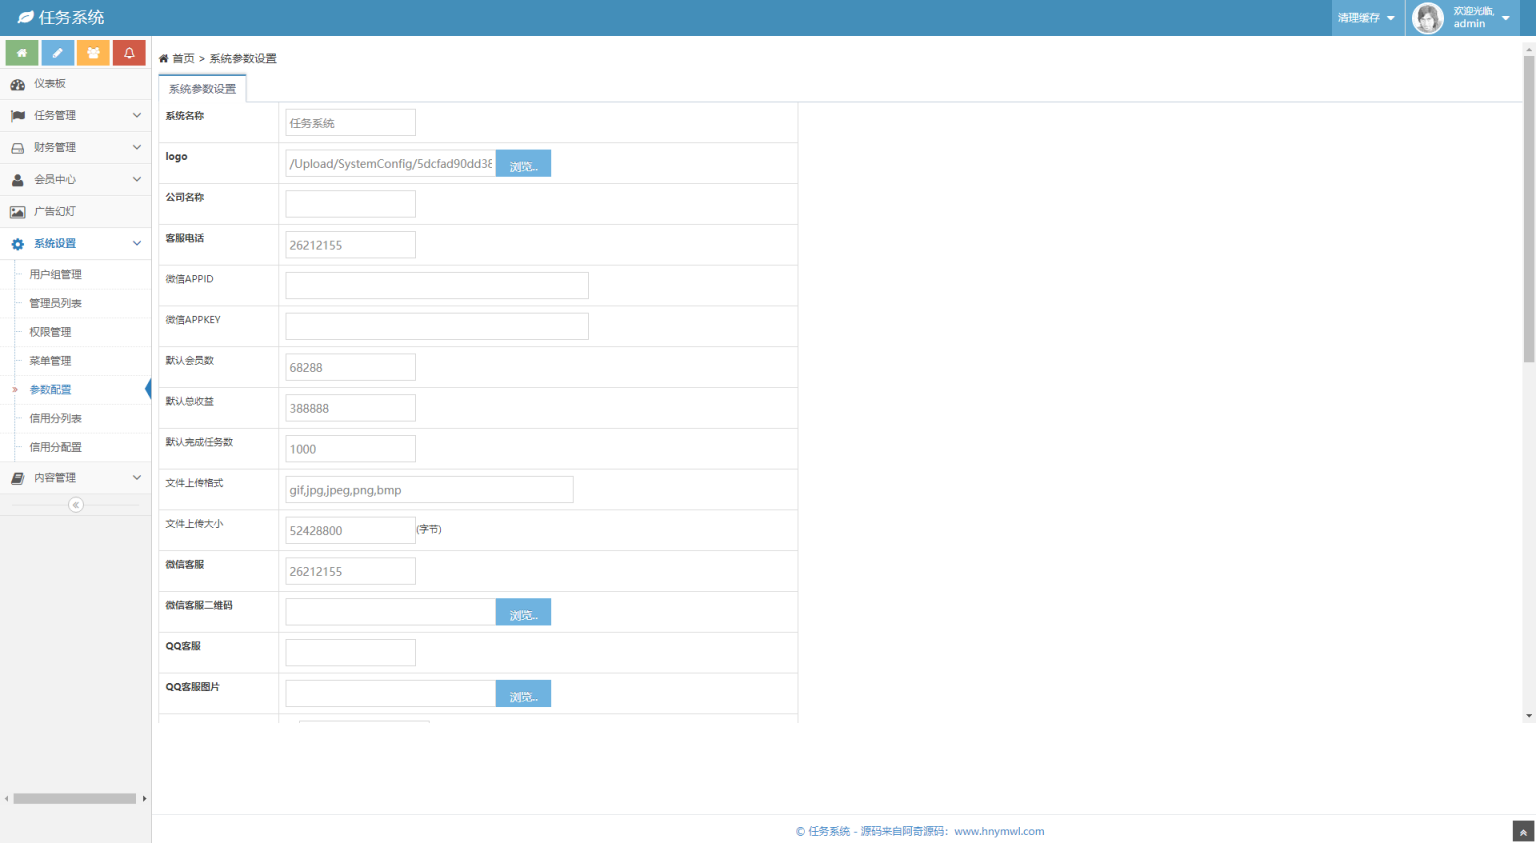 任务系统
清理缓存
欢迎光临,
admin
仪表板
任务管理
财务管理
会员中心
广告幻灯
系统设置
用户组管理
管理员列表
权限管理
菜单管理
参数配置
信用分列表
信用分配置
内容管理
首页 > 系统参数设置
系统参数设置
系统名称 任务系统
logo /Upload/SystemConfig/5dcfad90dd38 浏览..
公司名称
客服电话 26212155
微信APPID
微信APPKEY
默认会员数 68288
默认总收益 388888
默认完成任务数 1000
文件上传格式 gif,jpg,jpeg,png,bmp
文件上传大小 52428800 (字节)
微信客服 26212155
微信客服二维码 浏览..
QQ客服
QQ客服图片 浏览..
© 任务系统 - 源码来自阿奇源码：www.hnymwl.com